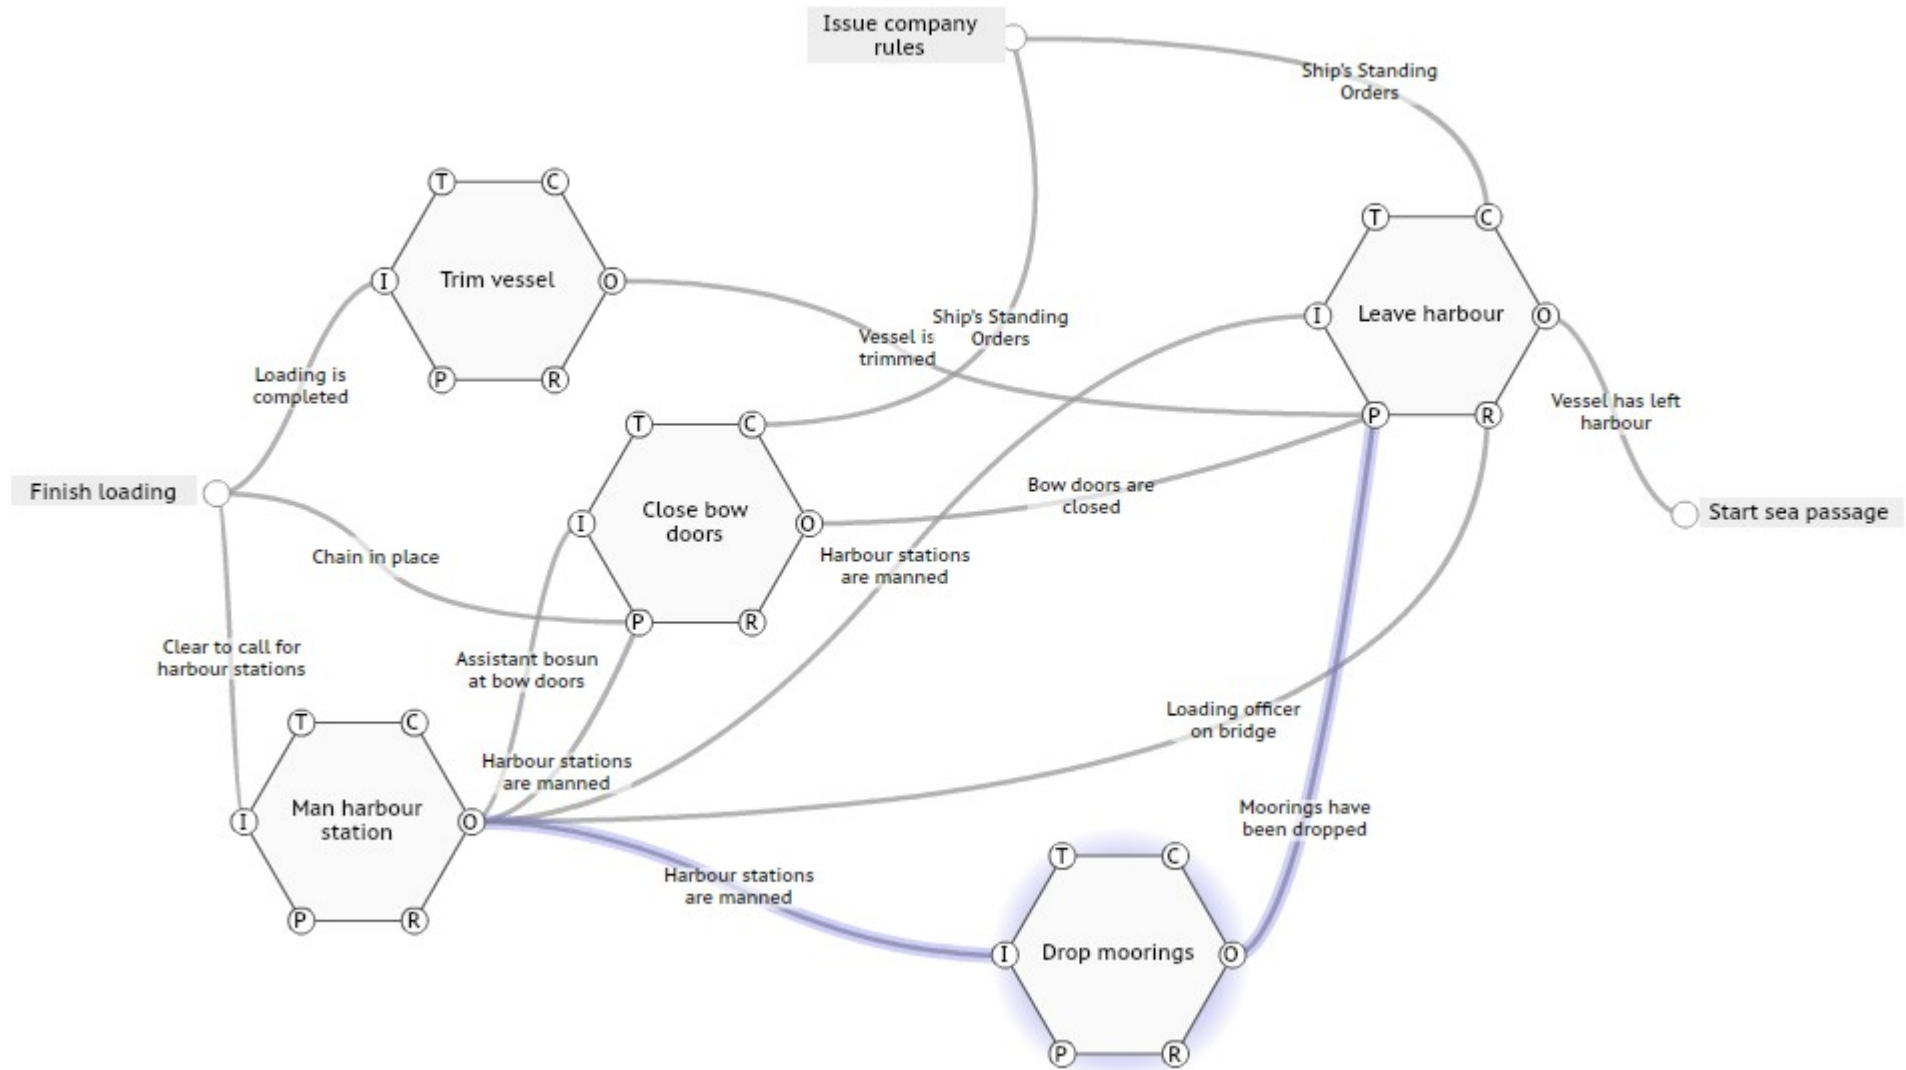 Issue company
rules
Ship's Standing
Orders
T
C
T
C
I
Trim vessel
O
I
Leave harbour
O
Ship's Standing
Orders
Vessel is
trimmed
Loading is
completed
P
R
Vessel has left
harbour
T
C
P
R
Finish loading
Bow doors are
closed
Start sea passage
I
Close bow
doors
O
Chain in place
Harbour stations
are manned
P
R
Clear to call for
harbour stations
Assistant bosun
at bow doors
T
C
Loading officer
on bridge
Harbour stations
are manned
I
Man harbour
station
O
Moorings have
been dropped
Harbour stations
are manned
T
C
P
R
I
Drop moorings
O
P
R